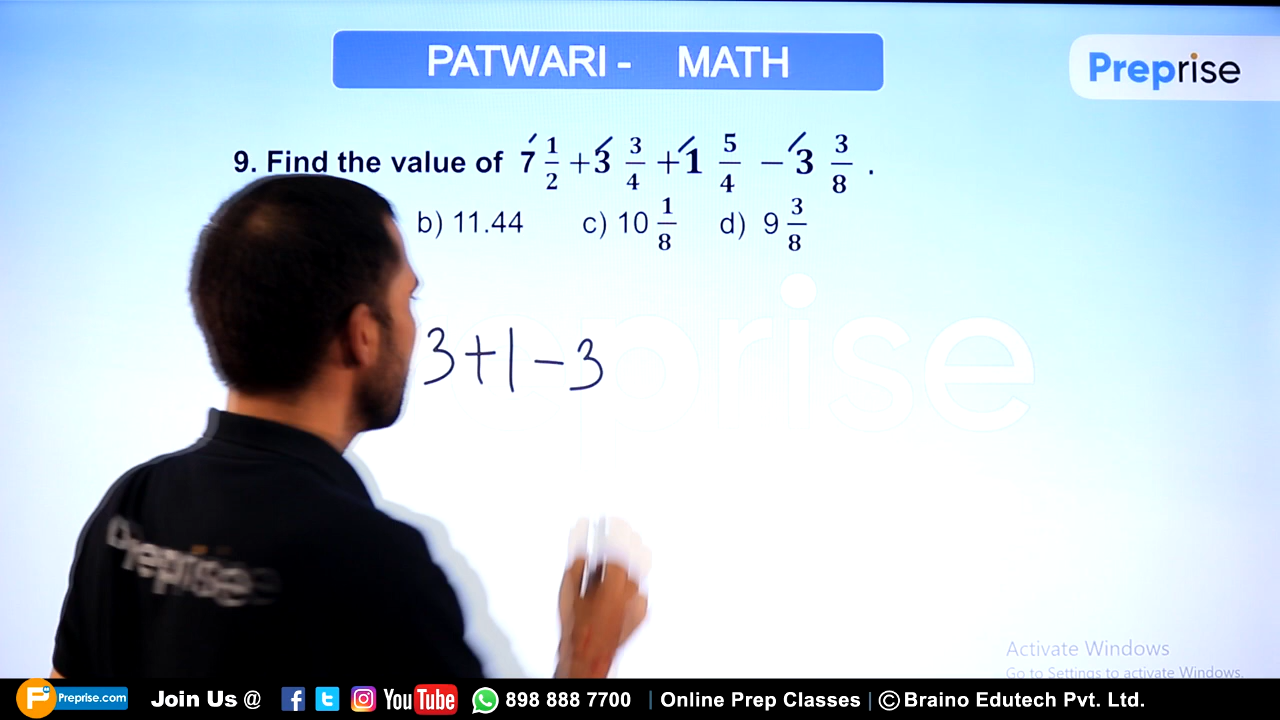 PATWARI - MATH
Preprise
9. Find the value of 7 1/2 + 3 3/4 + 1 5/4 − 3 3/8 .
b) 11.44 c) 10 1/8 d) 9 3/8
3+1−3
Preprise
Activate Windows
Go to Settings to activate Windows.
Preprise.com Join Us @ YouTube 898 888 7700 | Online Prep Classes | © Braino Edutech Pvt. Ltd.